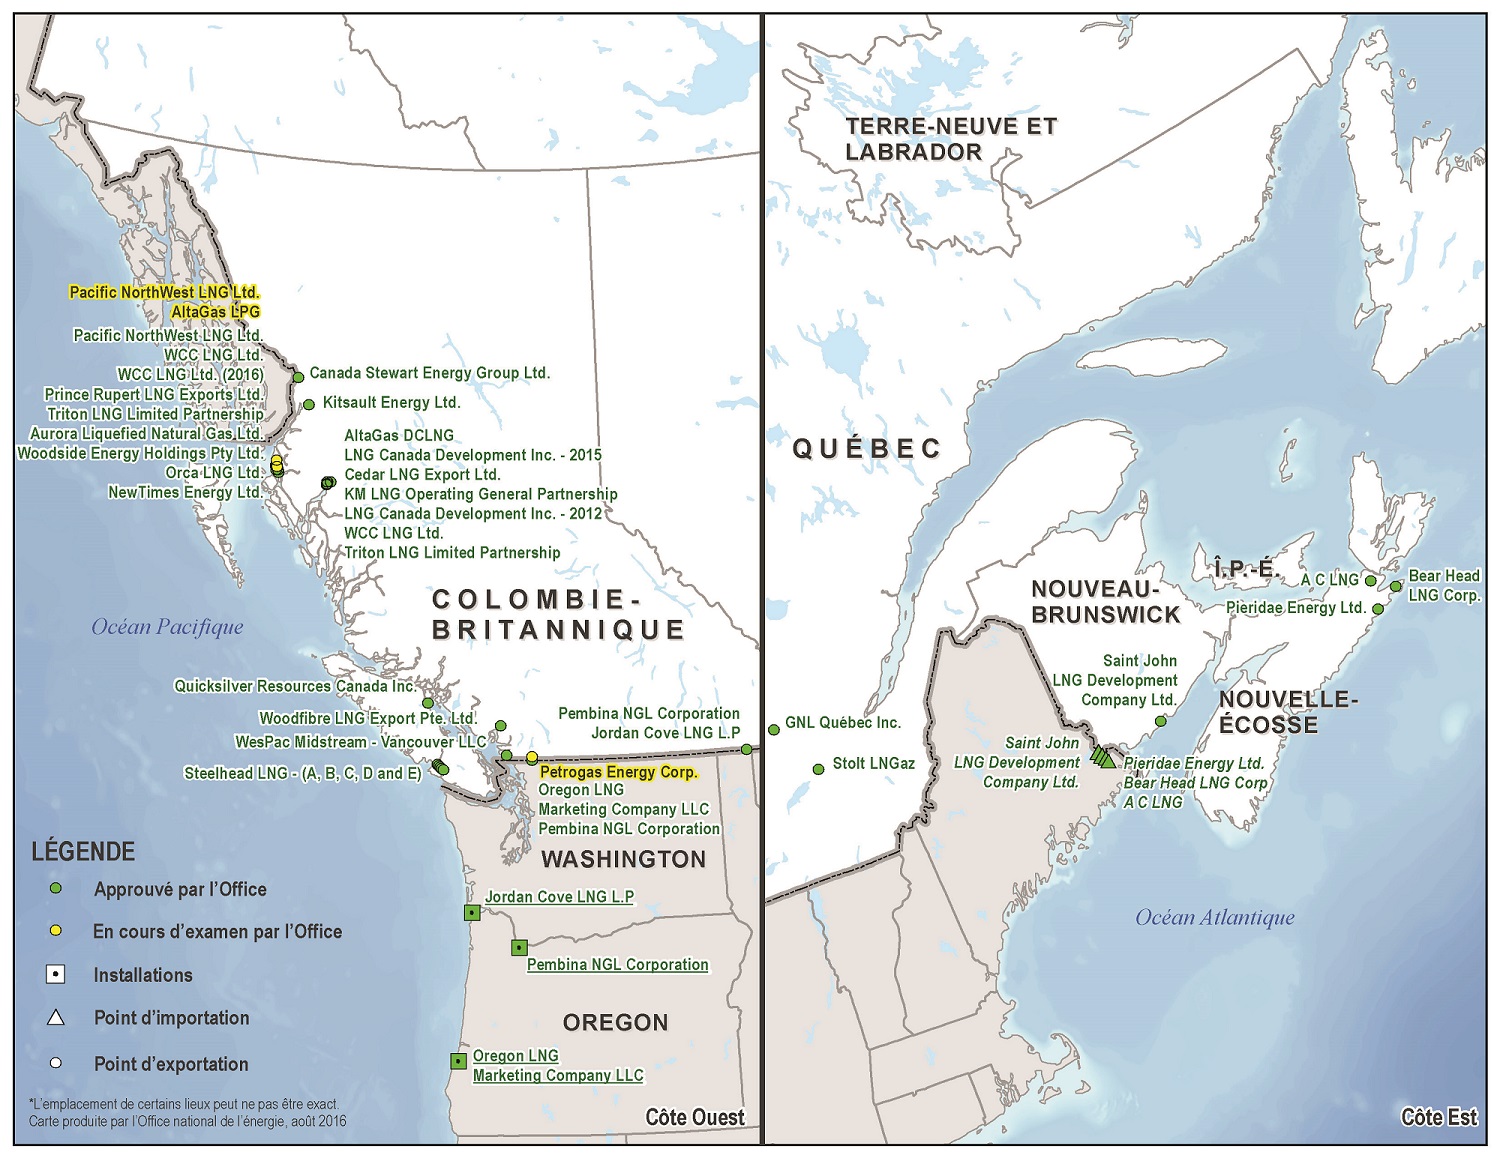 Pacific NorthWest LNG Ltd.
AltaGas LPG
Pacific NorthWest LNG Ltd.
WCC LNG Ltd.
WCC LNG Ltd. (2016)
Prince Rupert LNG Exports Ltd.
Triton LNG Limited Partnership
Aurora Liquefied Natural Gas Ltd.
Woodside Energy Holdings Pty Ltd.
Orca LNG Ltd.
NewTimes Energy Ltd.
Canada Stewart Energy Group Ltd.
Kitsault Energy Ltd.
AltaGas DCLNG
LNG Canada Development Inc. - 2015
Cedar LNG Export Ltd.
KM LNG Operating General Partnership
LNG Canada Development Inc. - 2012
WCC LNG Ltd.
Triton LNG Limited Partnership
COLOMBIE-
BRITANNIQUE
Océan Pacifique
Quicksilver Resources Canada Inc.
Woodfibre LNG Export Pte. Ltd.
WesPac Midstream - Vancouver LLC
Steelhead LNG - (A, B, C, D and E)
Pembina NGL Corporation
Jordan Cove LNG L.P
Petrogas Energy Corp.
Oregon LNG
Marketing Company LLC
Pembina NGL Corporation
WASHINGTON
Jordan Cove LNG L.P
Pembina NGL Corporation
OREGON
Oregon LNG
Marketing Company LLC
LÉGENDE
Approuvé par l'Office
En cours d'examen par l'Office
Installations
Point d'importation
Point d'exportation
*L'emplacement de certains lieux peut ne pas être exact.
Carte produite par l'Office national de l'énergie, août 2016
Côte Ouest
TERRE-NEUVE ET
LABRADOR
QUÉBEC
Î.P.-É.
NOUVEAU-
BRUNSWICK
A C LNG
Bear Head
LNG Corp.
Pieridae Energy Ltd.
Saint John
LNG Development
Company Ltd.
NOUVELLE-
ÉCOSSE
GNL Québec Inc.
Stolt LNGaz
Saint John
LNG Development
Company Ltd.
Pieridae Energy Ltd.
Bear Head LNG Corp
A C LNG
Océan Atlantique
Côte Est